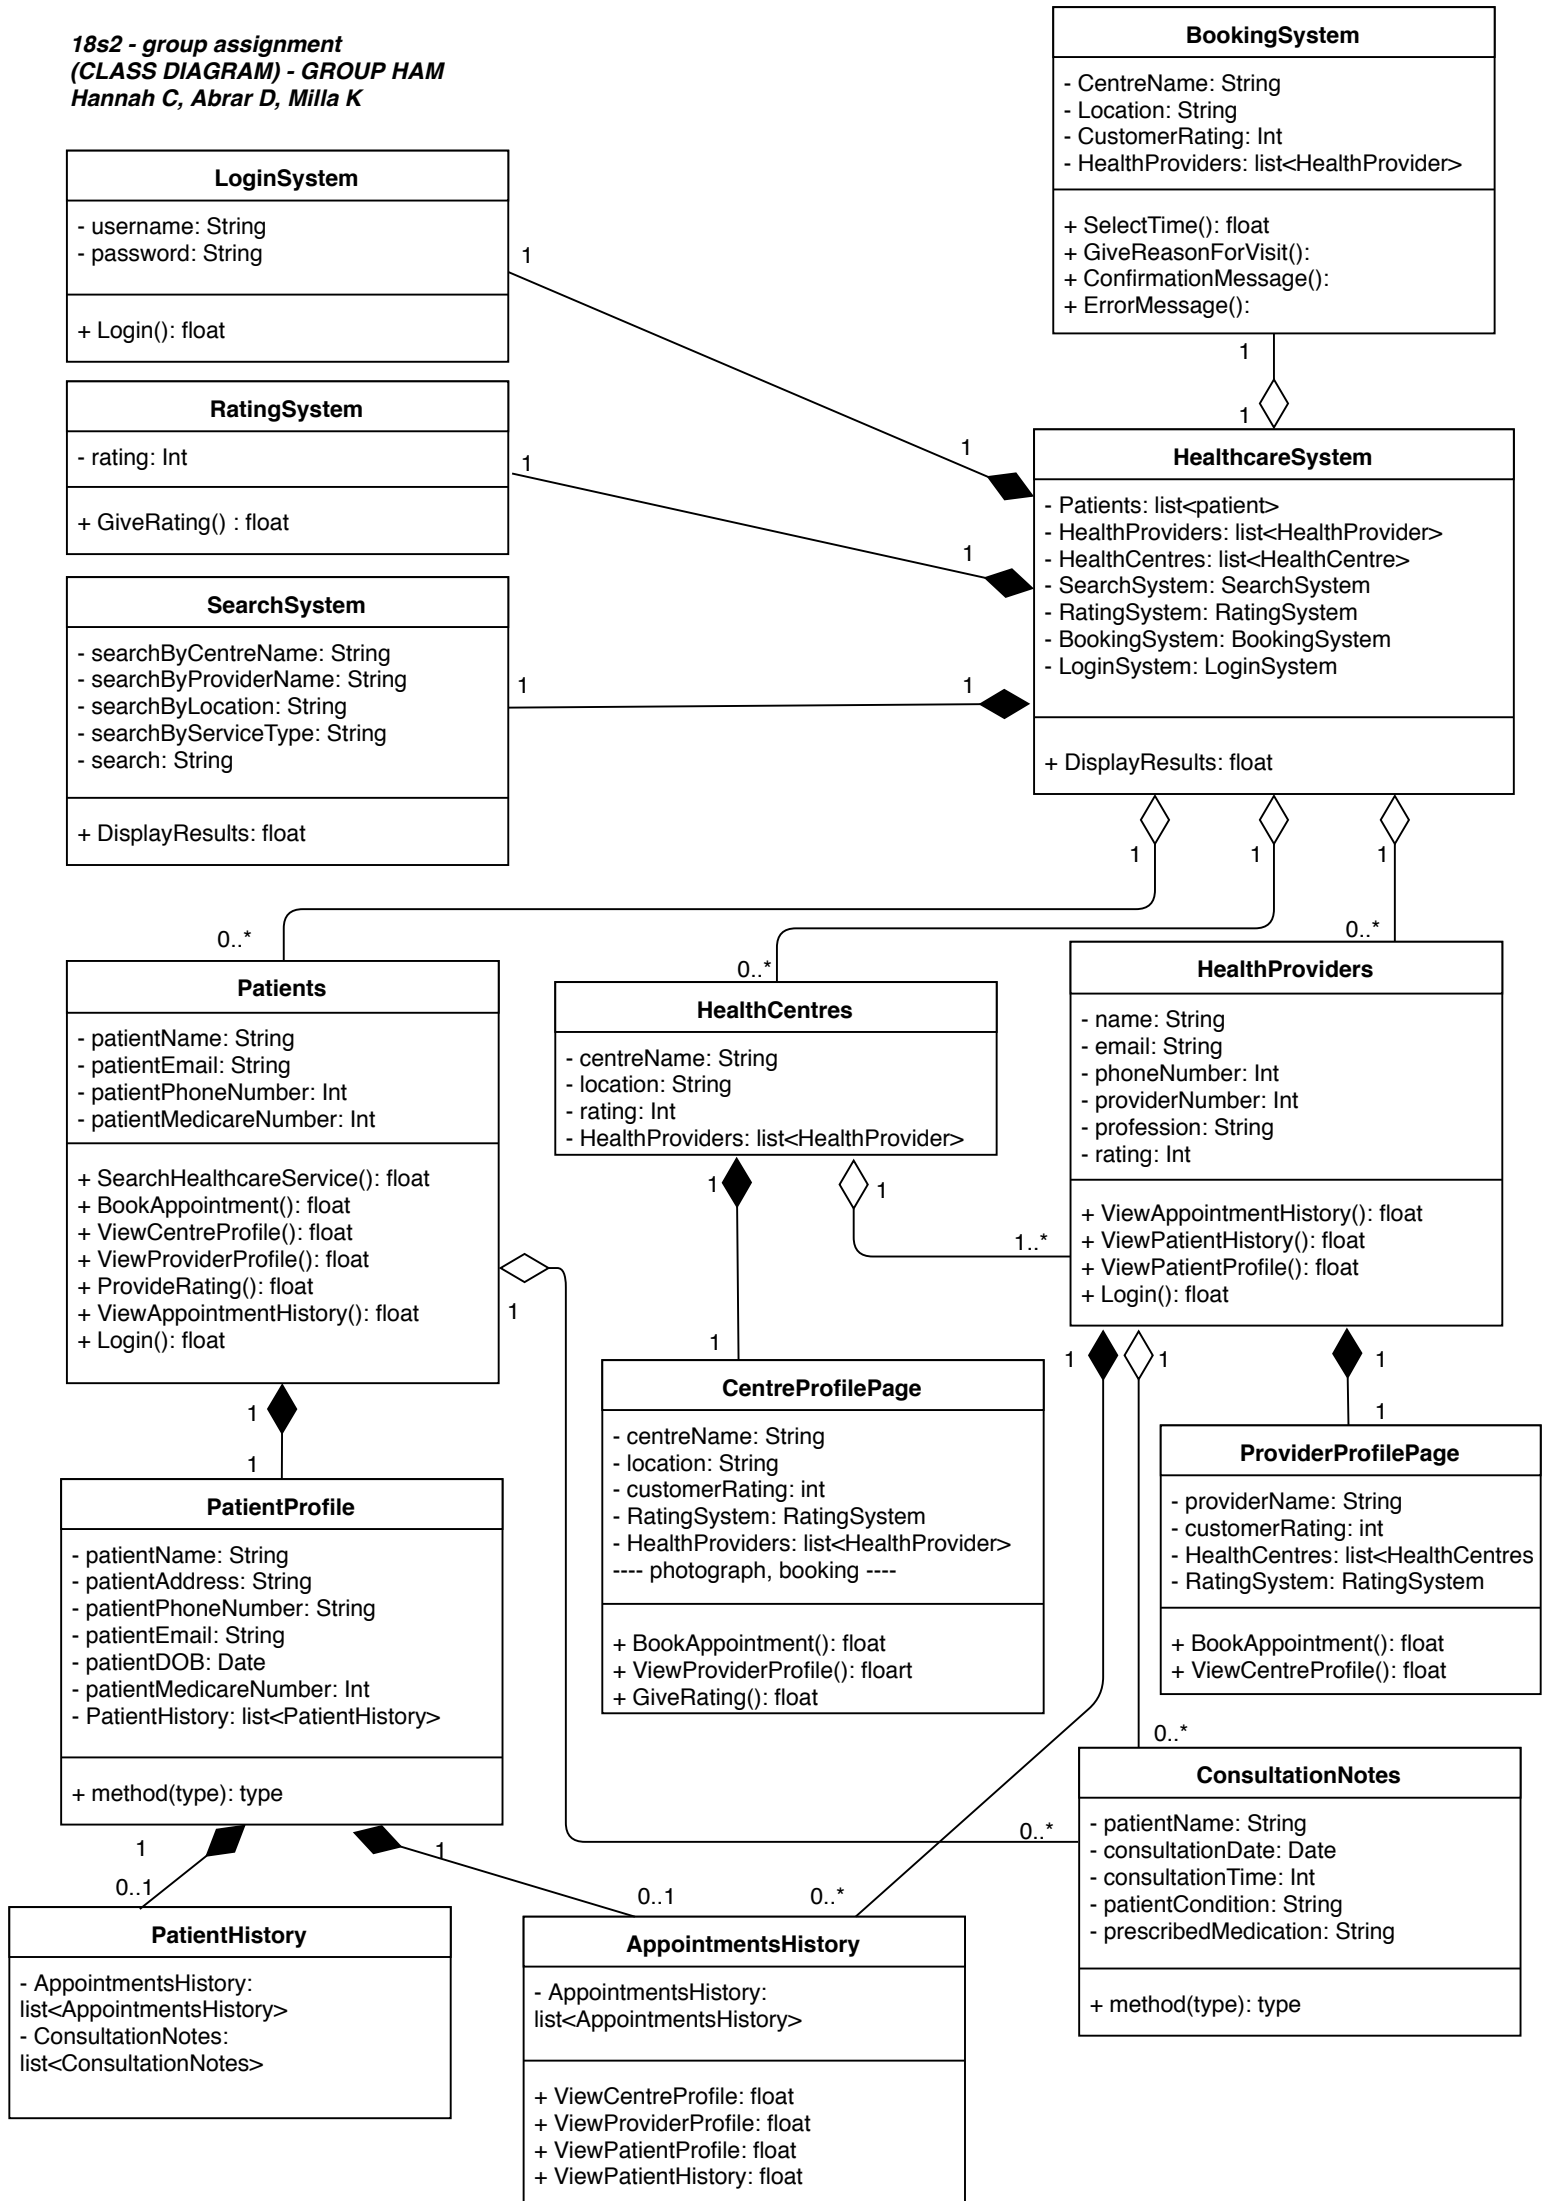 18s2 - group assignment
(CLASS DIAGRAM) - GROUP HAM
Hannah C, Abrar D, Milla K
BookingSystem
- CentreName: String
- Location: String
- CustomerRating: Int
- HealthProviders: list<HealthProvider>
+ SelectTime(): float
+ GiveReasonForVisit():
+ ConfirmationMessage():
+ ErrorMessage():
1
1
LoginSystem
- username: String
- password: String
+ Login(): float
1
1
RatingSystem
- rating: Int
+ GiveRating() : float
1
1
SearchSystem
- searchByCentreName: String
- searchByProviderName: String
- searchByLocation: String
- searchByServiceType: String
- search: String
+ DisplayResults: float
1
1
HealthcareSystem
- Patients: list<patient>
- HealthProviders: list<HealthProvider>
- HealthCentres: list<HealthCentre>
- SearchSystem: SearchSystem
- RatingSystem: RatingSystem
- BookingSystem: BookingSystem
- LoginSystem: LoginSystem
+ DisplayResults: float
1
1
1
0..*
0..*
0..*
Patients
- patientName: String
- patientEmail: String
- patientPhoneNumber: Int
- patientMedicareNumber: Int
+ SearchHealthcareService(): float
+ BookAppointment(): float
+ ViewCentreProfile(): float
+ ViewProviderProfile(): float
+ ProvideRating(): float
+ ViewAppointmentHistory(): float
+ Login(): float
1
1
1
HealthCentres
- centreName: String
- location: String
- rating: Int
- HealthProviders: list<HealthProvider>
1
1
1..*
1
HealthProviders
- name: String
- email: String
- phoneNumber: Int
- providerNumber: Int
- profession: String
- rating: Int
+ ViewAppointmentHistory(): float
+ ViewPatientHistory(): float
+ ViewPatientProfile(): float
+ Login(): float
1
1
1
1
CentreProfilePage
- centreName: String
- location: String
- customerRating: int
- RatingSystem: RatingSystem
- HealthProviders: list<HealthProvider>
---- photograph, booking ----
+ BookAppointment(): float
+ ViewProviderProfile(): floart
+ GiveRating(): float
ProviderProfilePage
- providerName: String
- customerRating: int
- HealthCentres: list<HealthCentres
- RatingSystem: RatingSystem
+ BookAppointment(): float
+ ViewCentreProfile(): float
PatientProfile
- patientName: String
- patientAddress: String
- patientPhoneNumber: String
- patientEmail: String
- patientDOB: Date
- patientMedicareNumber: Int
- PatientHistory: list<PatientHistory>
+ method(type): type
1
1
0..1
0..1
0..*
0..*
0..*
ConsultationNotes
- patientName: String
- consultationDate: Date
- consultationTime: Int
- patientCondition: String
- prescribedMedication: String
+ method(type): type
PatientHistory
- AppointmentsHistory:
list<AppointmentsHistory>
- ConsultationNotes:
list<ConsultationNotes>
AppointmentsHistory
- AppointmentsHistory:
list<AppointmentsHistory>
+ ViewCentreProfile: float
+ ViewProviderProfile: float
+ ViewPatientProfile: float
+ ViewPatientHistory: float